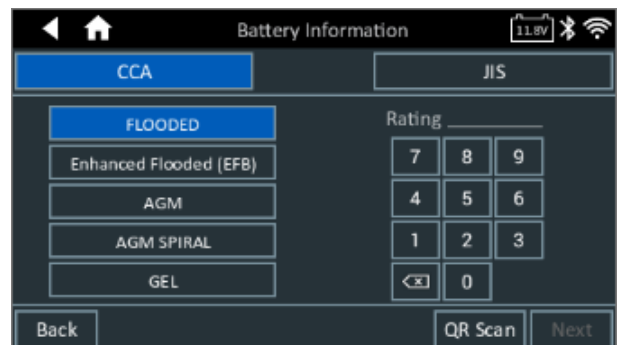 Battery Information 11.8V
CCA JIS
FLOODED
Enhanced Flooded (EFB)
AGM
AGM SPIRAL
GEL
Rating
7 8 9
4 5 6
1 2 3
0
Back QR Scan Next